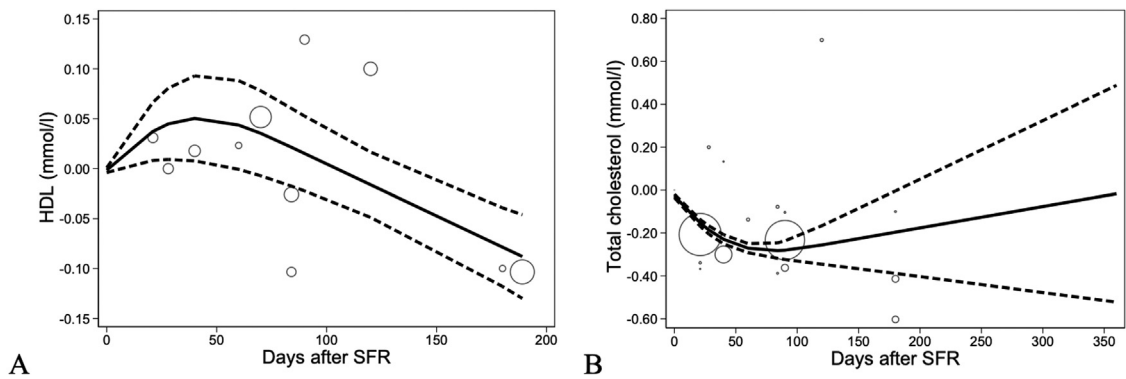 A
HDL (mmol/l)
0.15
0.10
0.05
0.00
-0.05
-0.10
-0.15
0 50 100 150 200
Days after SFR
B
Total cholesterol (mmol/l)
0.80
0.60
0.40
0.20
0.00
-0.20
-0.40
-0.60
0 50 100 150 200 250 300 350
Days after SFR